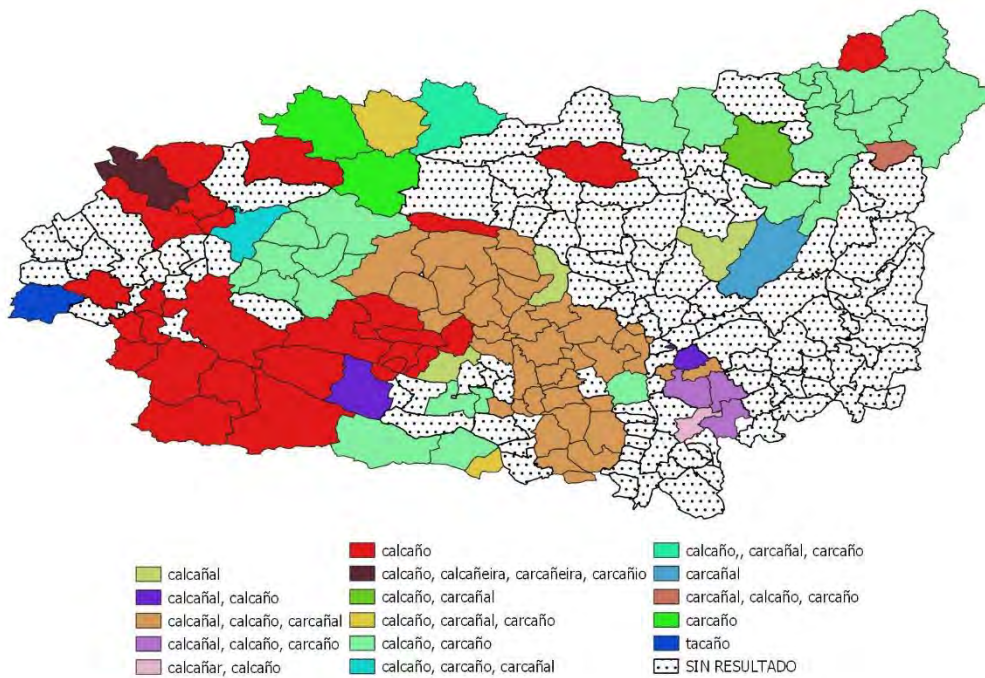 calcañal
calcañal, calcaño
calcañal, calcaño, carcañal
calcañal, calcaño, carcaño
calcañar, calcaño
calcaño
calcaño, calcañeira, carcañeira, carcañio
calcaño, carcañal
calcaño, carcañal, carcaño
calcaño, carcaño
calcaño, carcaño, carcañal
calcaño,, carcañal, carcaño
carcañal
carcañal, calcaño, carcaño
carcaño
tacaño
SIN RESULTADO